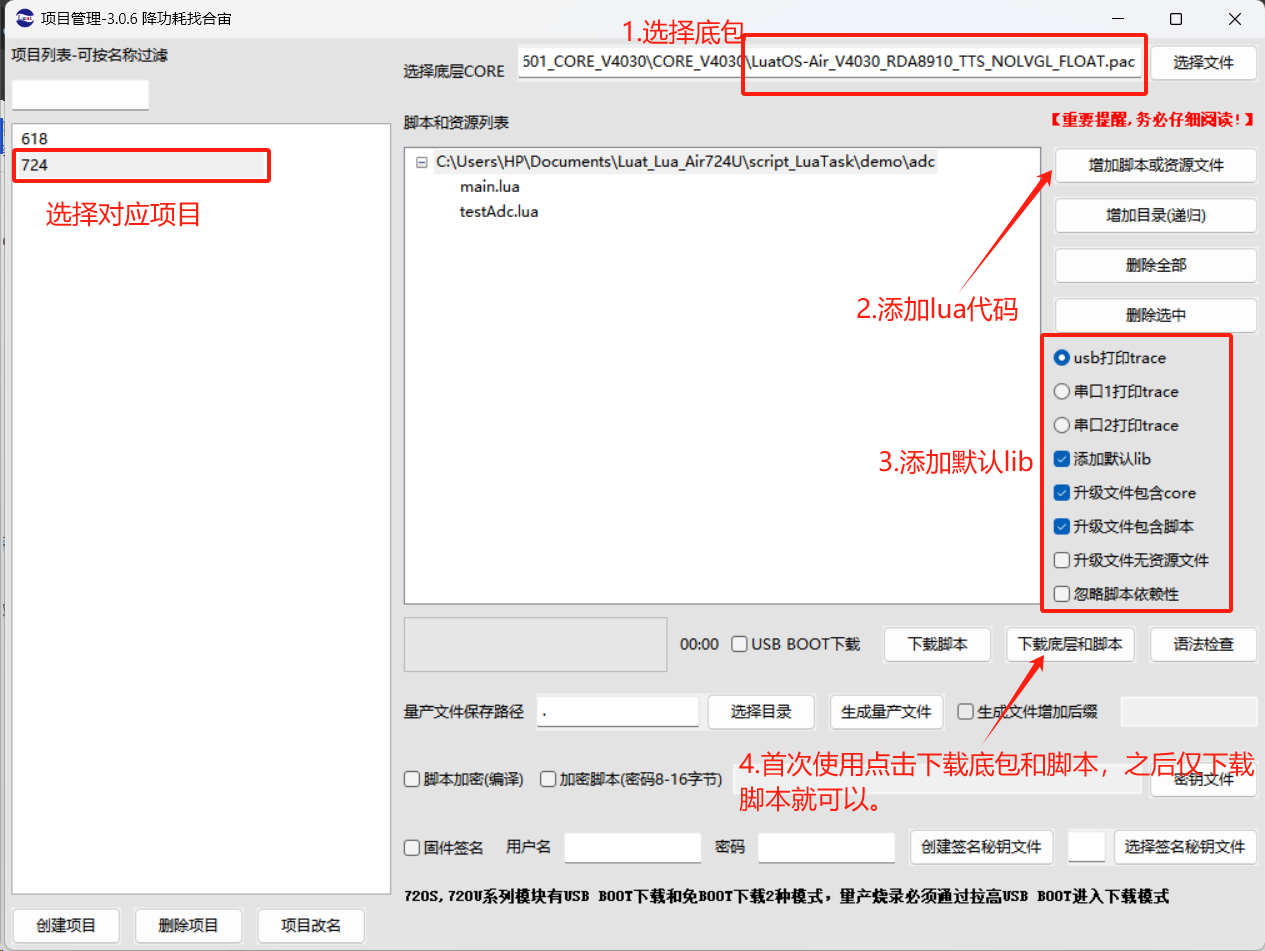 项目管理-3.0.6 降功耗找合宙
1.选择底包
项目列表-可按名称过滤
选择底层CORE
501_CORE_V4030\CORE_V4030\LuatOS-Air_V4030_RDA8910_TTS_NOLVGL_FLOAT.pac
选择文件
脚本和资源列表
【重要提醒,务必仔细阅读!】
618
724
选择对应项目
C:\Users\HP\Documents\Luat_Lua_Air724U\script_LuaTask\demo\adc
main.lua
testAdc.lua
增加脚本或资源文件
增加目录(递归)
删除全部
删除选中
2.添加lua代码
usb打印trace
串口1打印trace
串口2打印trace
添加默认lib
升级文件包含core
升级文件包含脚本
升级文件无资源文件
忽略脚本依赖性
3.添加默认lib
00:00
USB BOOT下载
下载脚本
下载底层和脚本
语法检查
量产文件保存路径
.
选择目录
生成量产文件
生成文件增加后缀
4.首次使用点击下载底包和脚本，之后仅下载
脚本就可以。
脚本加密(编译)
加密脚本(密码8-16字节)
密钥文件
固件签名
用户名
密码
创建签名秘钥文件
选择签名秘钥文件
720S,720U系列模块有USB BOOT下载和免BOOT下载2种模式，量产烧录必须通过拉高USB BOOT进入下载模式
创建项目
删除项目
项目改名